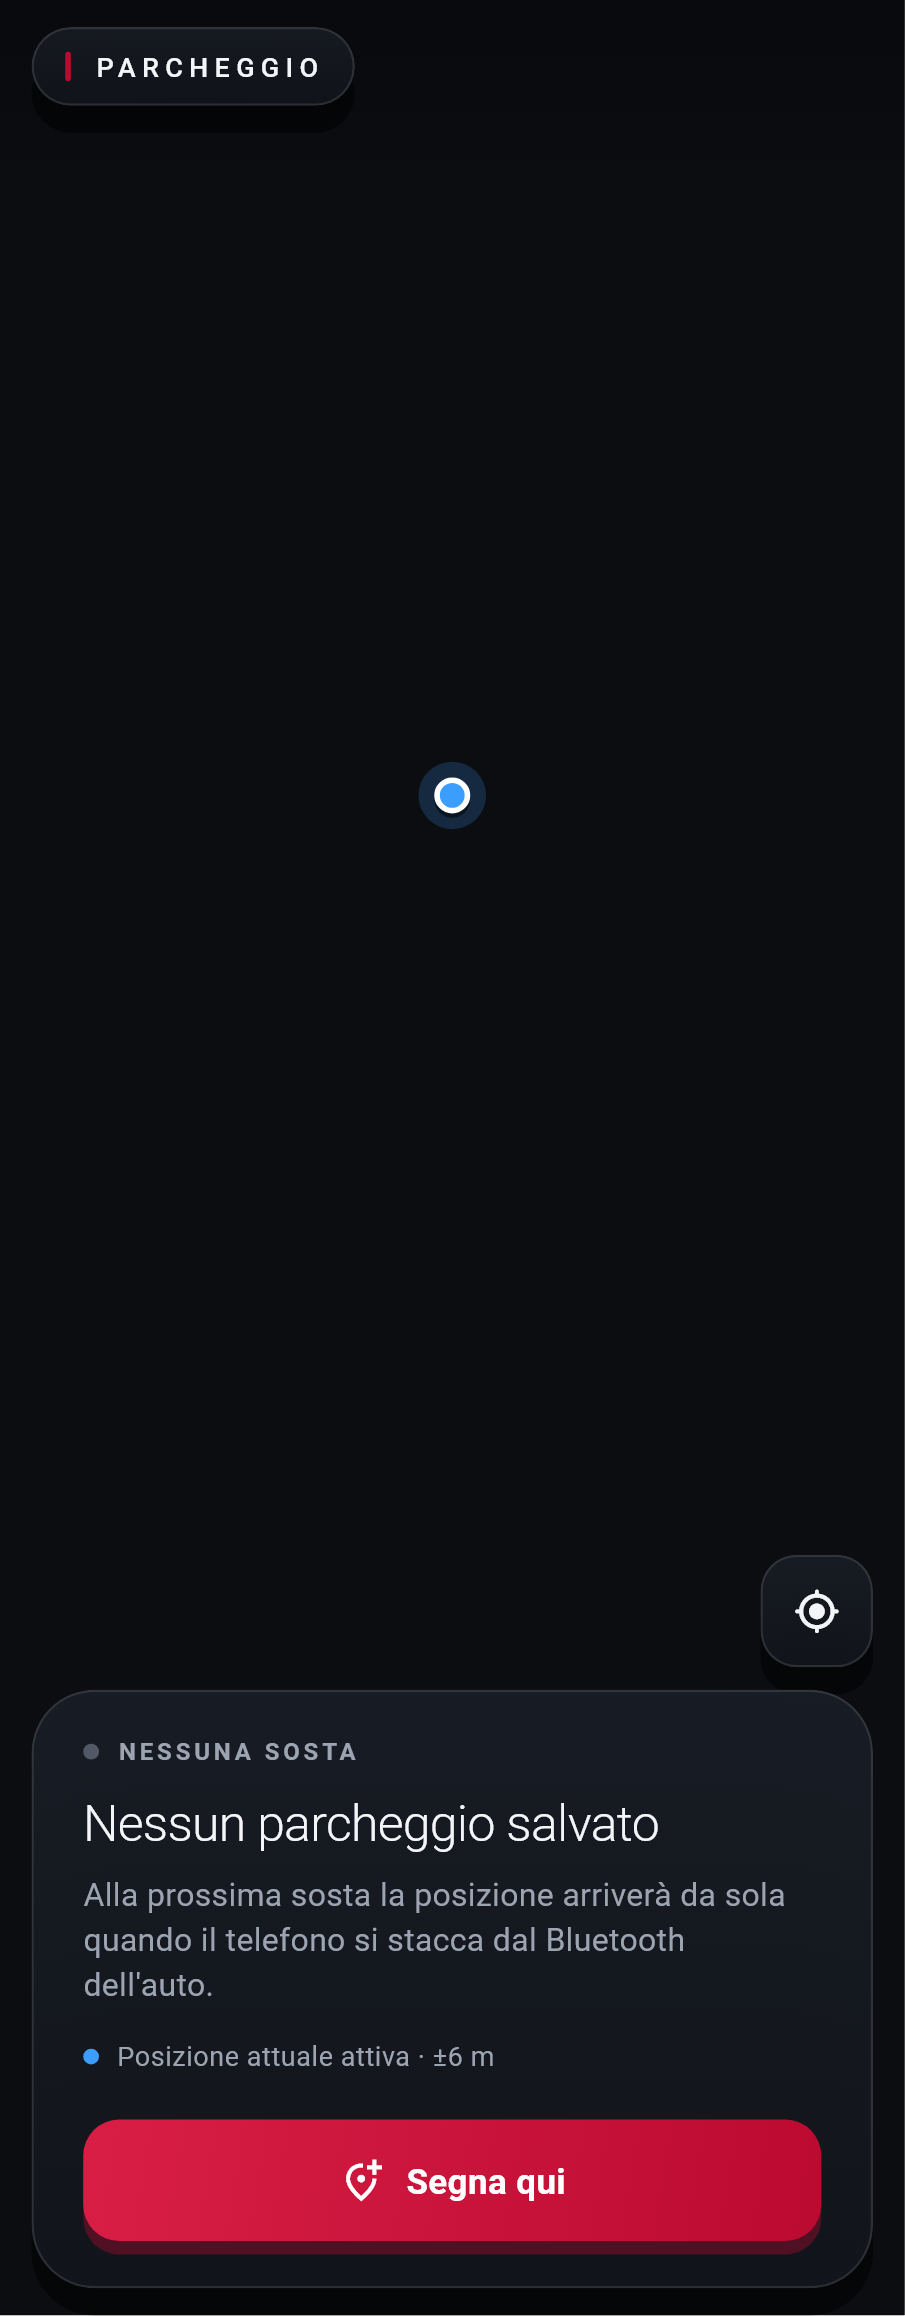 PARCHEGGIO
NESSUNA SOSTA
Nessun parcheggio salvato
Alla prossima sosta la posizione arriverà da sola
quando il telefono si stacca dal Bluetooth
dell'auto.
Posizione attuale attiva · ±6 m
Segna qui